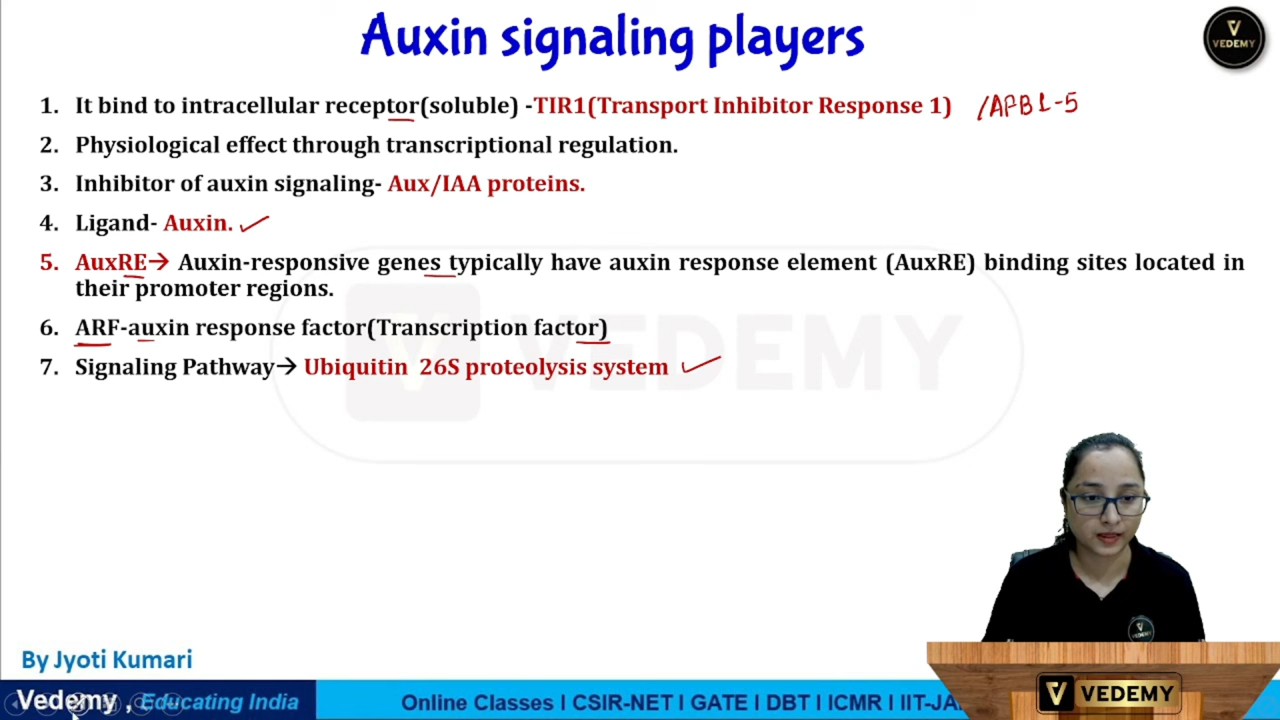 Auxin signaling players
VEDEMY
1. It bind to intracellular receptor(soluble) -TIR1(Transport Inhibitor Response 1) /AFB1-5
2. Physiological effect through transcriptional regulation.
3. Inhibitor of auxin signaling- Aux/IAA proteins.
4. Ligand- Auxin.
5. AuxRE→ Auxin-responsive genes typically have auxin response element (AuxRE) binding sites located in
their promoter regions.
6. ARF-auxin response factor(Transcription factor)
7. Signaling Pathway→ Ubiquitin 26S proteolysis system
VEDEMY
By Jyoti Kumari
VEDEMY
Vedemy , Educating India
Online Classes I CSIR-NET I GATE I DBT I ICMR I IIT-JA